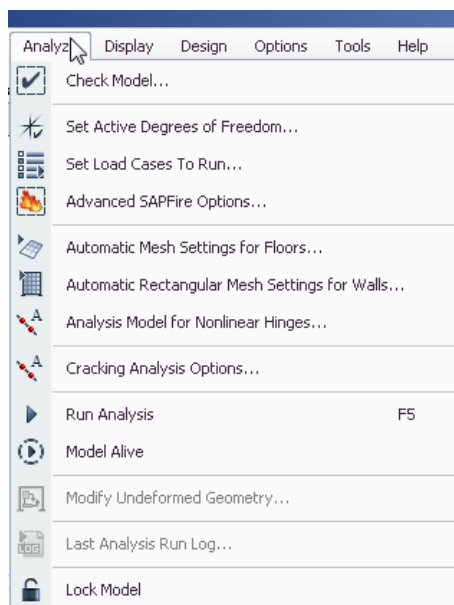 Analyz Display Design Options Tools Help
Check Model...
Set Active Degrees of Freedom...
Set Load Cases To Run...
Advanced SAPFire Options...
Automatic Mesh Settings for Floors...
Automatic Rectangular Mesh Settings for Walls...
A Analysis Model for Nonlinear Hinges...
A Cracking Analysis Options...
Run Analysis F5
Model Alive
Modify Undeformed Geometry...
LOG Last Analysis Run Log...
Lock Model